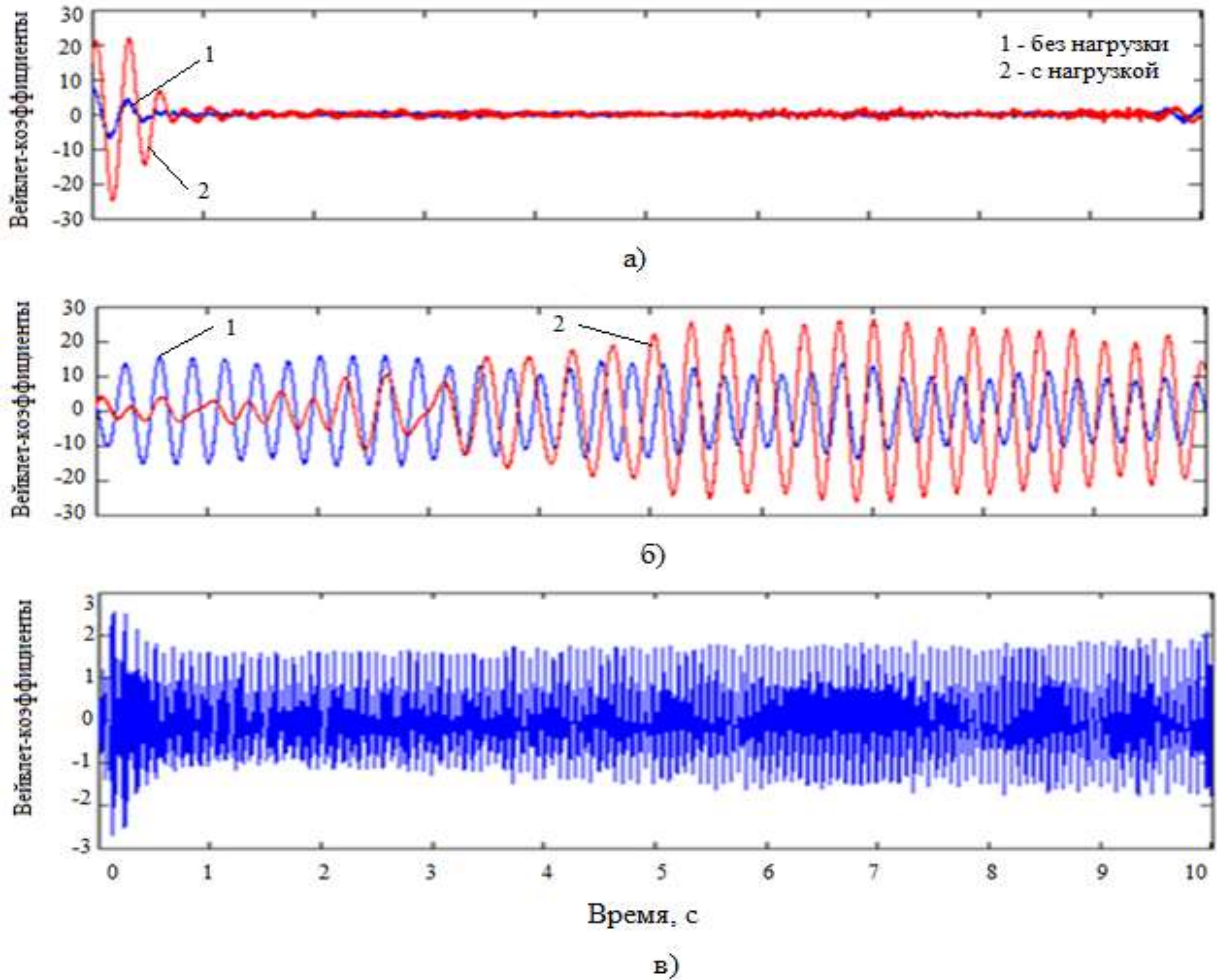 Вейвлет-коэффициенты
30
20
10
0
-10
-20
-30
1
2
1 - без нагрузки
2 - с нагрузкой
а)
Вейвлет-коэффициенты
30
20
10
0
-10
-20
-30
1
2
б)
Вейвлет-коэффициенты
3
2
1
0
-1
-2
-3
0 1 2 3 4 5 6 7 8 9 10
Время, с
в)